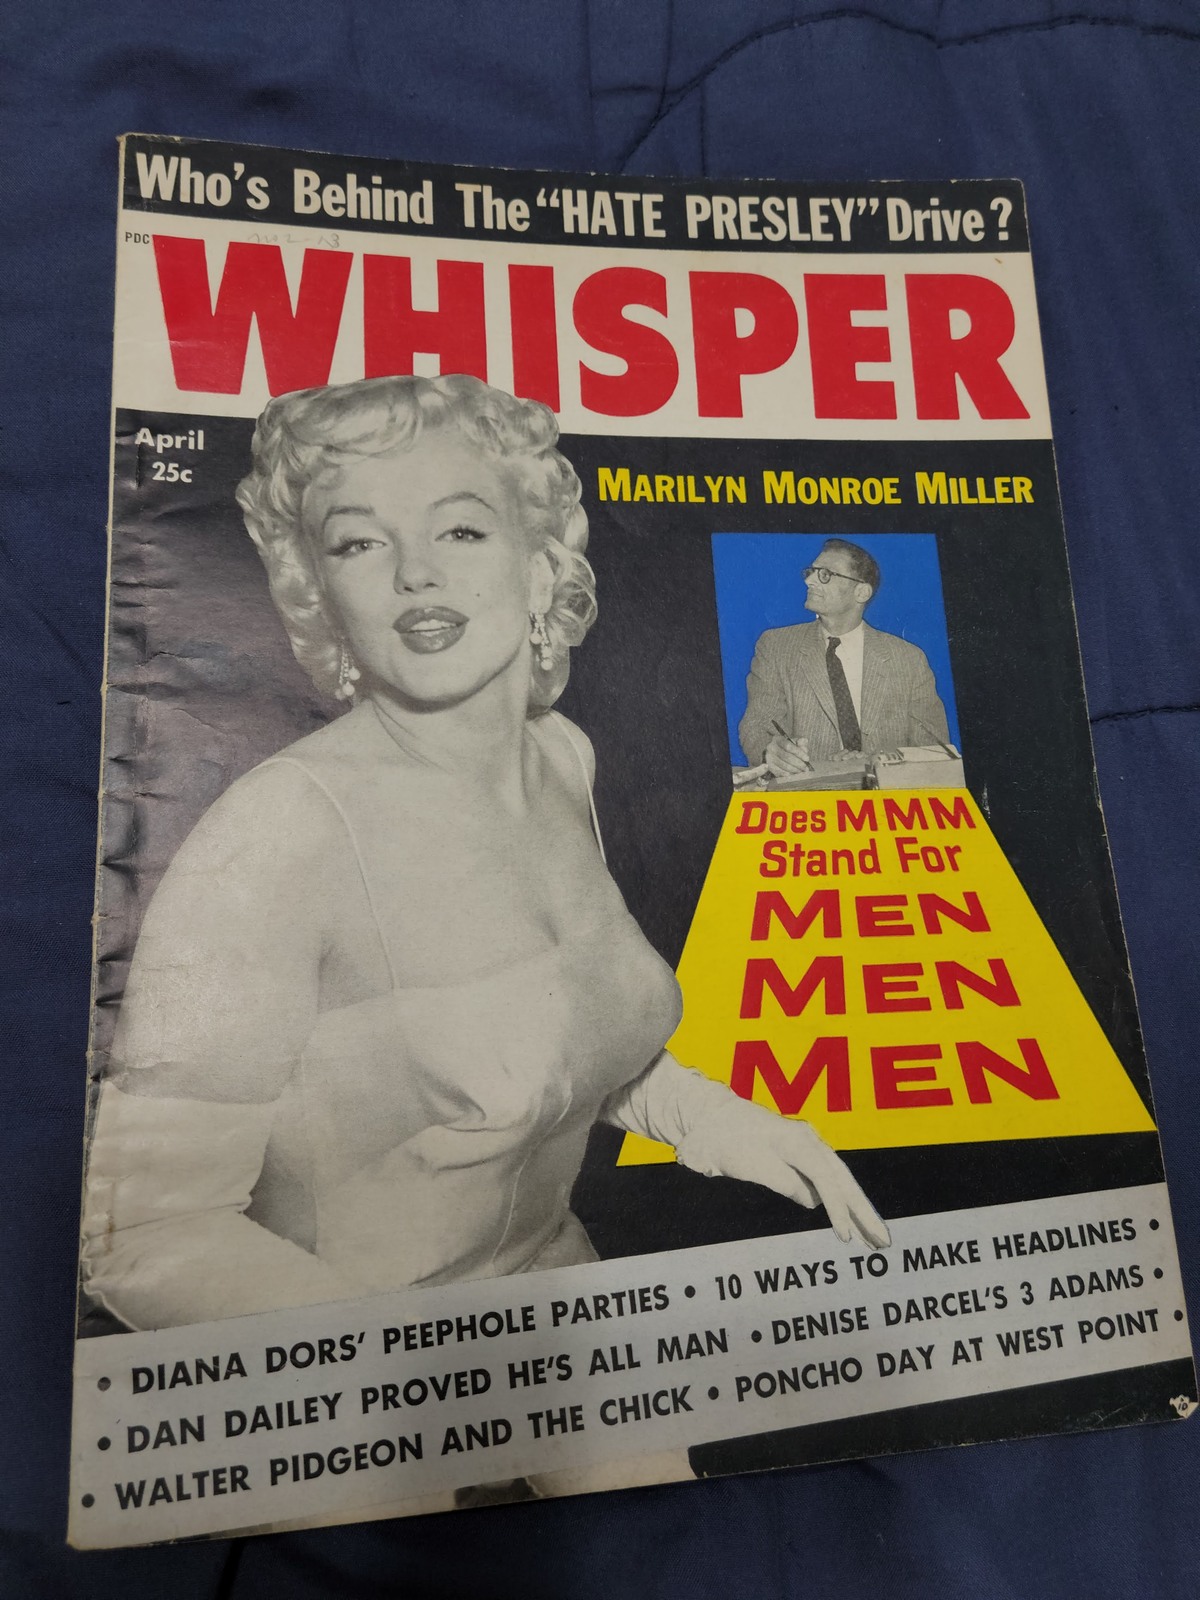 Who's Behind The "HATE PRESLEY" Drive?
PDC
WHISPER
April
25c
MARILYN MONROE MILLER
Does MMM
Stand For
MEN
MEN
MEN
• DIANA DORS' PEEPHOLE PARTIES • 10 WAYS TO MAKE HEADLINES •
• DAN DAILEY PROVED HE'S ALL MAN • DENISE DARCEL'S 3 ADAMS •
• WALTER PIDGEON AND THE CHICK • PONCHO DAY AT WEST POINT •